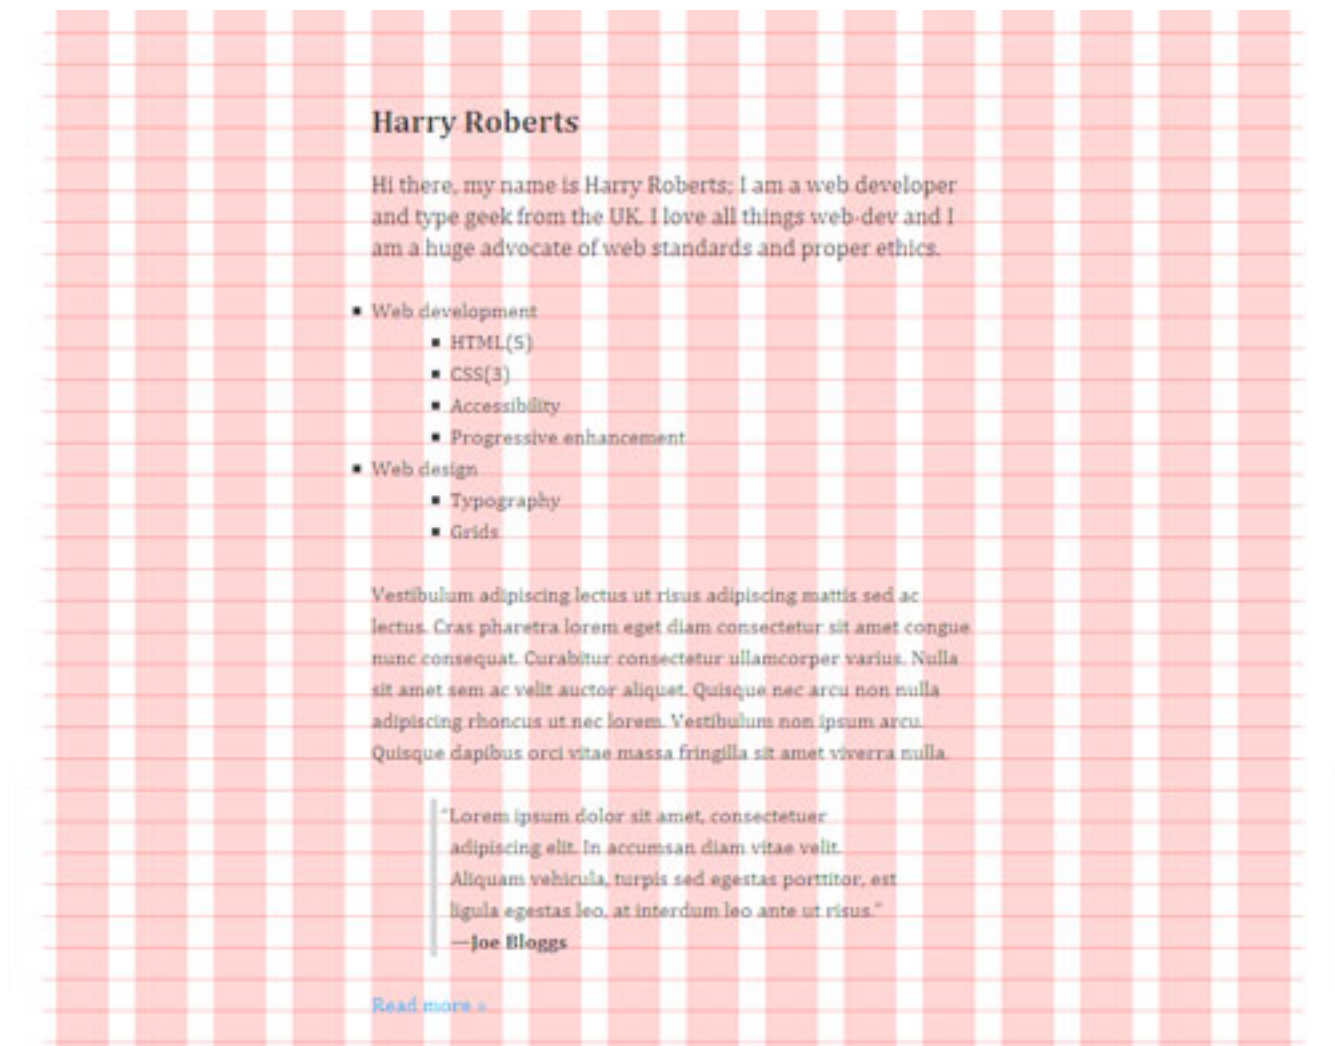 Harry Roberts
Hi there, my name is Harry Roberts; I am a web developer
and type geek from the UK. I love all things web-dev and I
am a huge advocate of web standards and proper ethics.
Web development
HTML(5)
CSS(3)
Accessibility
Progressive enhancement
Web design
Typography
Grids
Vestibulum adipiscing lectus ut risus adipiscing mattis sed ac
lectus. Cras pharetra lorem eget diam consectetur sit amet congue
nunc consequat. Curabitur consectetur ullamcorper varius. Nulla
sit amet sem ac velit auctor aliquet. Quisque nec arcu non nulla
adipiscing rhoncus ut nec lorem. Vestibulum non ipsum arcu.
Quisque dapibus orci vitae massa fringilla sit amet viverra nulla.
“Lorem ipsum dolor sit amet, consectetuer
adipiscing elit. In accumsan diam vitae velit.
Aliquam vehicula, turpis sed egestas porttitor, est
ligula egestas leo, at interdum leo ante ut risus.”
—Joe Bloggs
Read more »